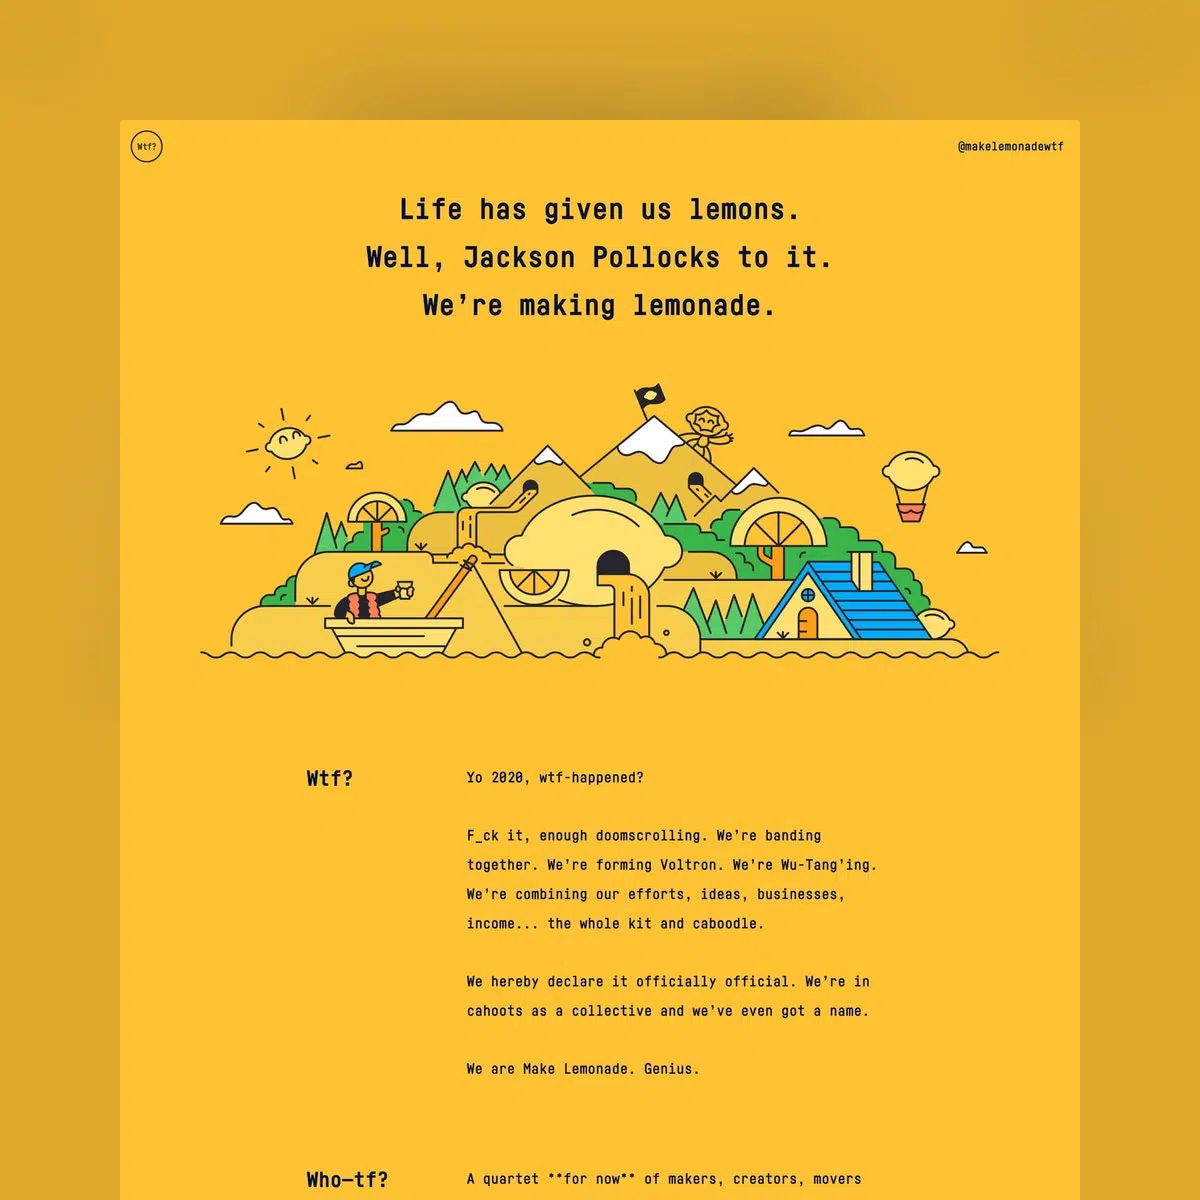 Wtf?
@makelemonadewtf
Life has given us lemons.
Well, Jackson Pollocks to it.
We’re making lemonade.
Wtf?
Yo 2020, wtf-happened?
F_ck it, enough doomscrolling. We’re banding
together. We’re forming Voltron. We’re Wu-Tang’ing.
We’re combining our efforts, ideas, businesses,
income... the whole kit and caboodle.
We hereby declare it officially official. We’re in
cahoots as a collective and we’ve even got a name.
We are Make Lemonade. Genius.
Who-tf?
A quartet **for now** of makers, creators, movers